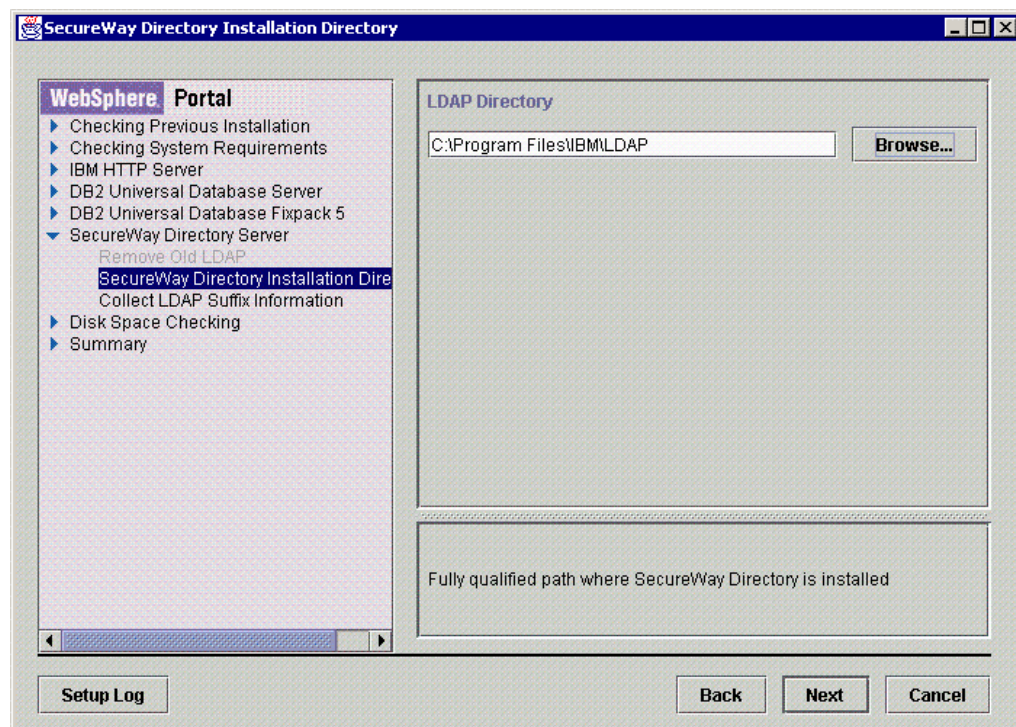 SecureWay Directory Installation Directory
WebSphere Portal
Checking Previous Installation
Checking System Requirements
IBM HTTP Server
DB2 Universal Database Server
DB2 Universal Database Fixpack 5
SecureWay Directory Server
Remove Old LDAP
SecureWay Directory Installation Dire
Collect LDAP Suffix Information
Disk Space Checking
Summary
LDAP Directory
C:\Program Files\IBM\LDAP
Browse...
Fully qualified path where SecureWay Directory is installed
Setup Log
Back
Next
Cancel